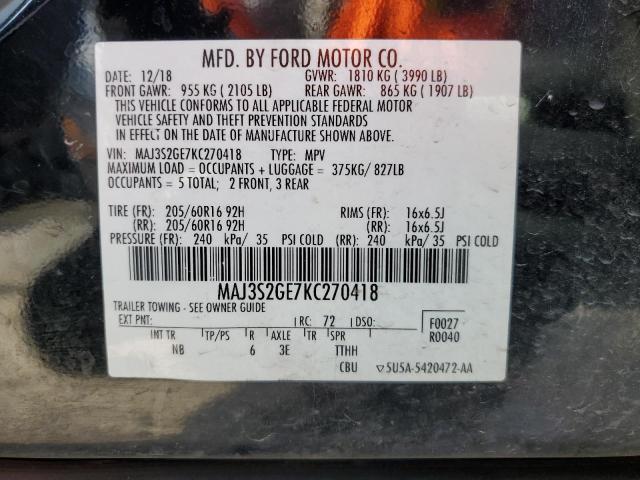 MFD. BY FORD MOTOR CO.
DATE: 12/18 GVWR: 1810 KG ( 3990 LB)
FRONT GAWR: 955 KG ( 2105 LB) REAR GAWR: 865 KG ( 1907 LB)
THIS VEHICLE CONFORMS TO ALL APPLICABLE FEDERAL MOTOR
VEHICLE SAFETY AND THEFT PREVENTION STANDARDS
IN EFFECT ON THE DATE OF MANUFACTURE SHOWN ABOVE.
VIN: MAJ3S2GE7KC270418 TYPE: MPV
MAXIMUM LOAD = OCCUPANTS + LUGGAGE = 375KG/ 827LB
OCCUPANTS = 5 TOTAL; 2 FRONT, 3 REAR
TIRE (FR): 205/60R16 92H RIMS (FR): 16x6.5J
(RR): 205/60R16 92H (RR): 16x6.5J
PRESSURE (FR): 240 kPa/ 35 PSI COLD (RR): 240 kPa/ 35 PSI COLD
MAJ3S2GE7KC270418
TRAILER TOWING - SEE OWNER GUIDE
EXT PNT: RC: 72 DSO: F0027
R0040
INT TR TP/PS R AXLE TR SPR
NB 6 3E TTHH
CBU ▽5U5A-5420472-AA